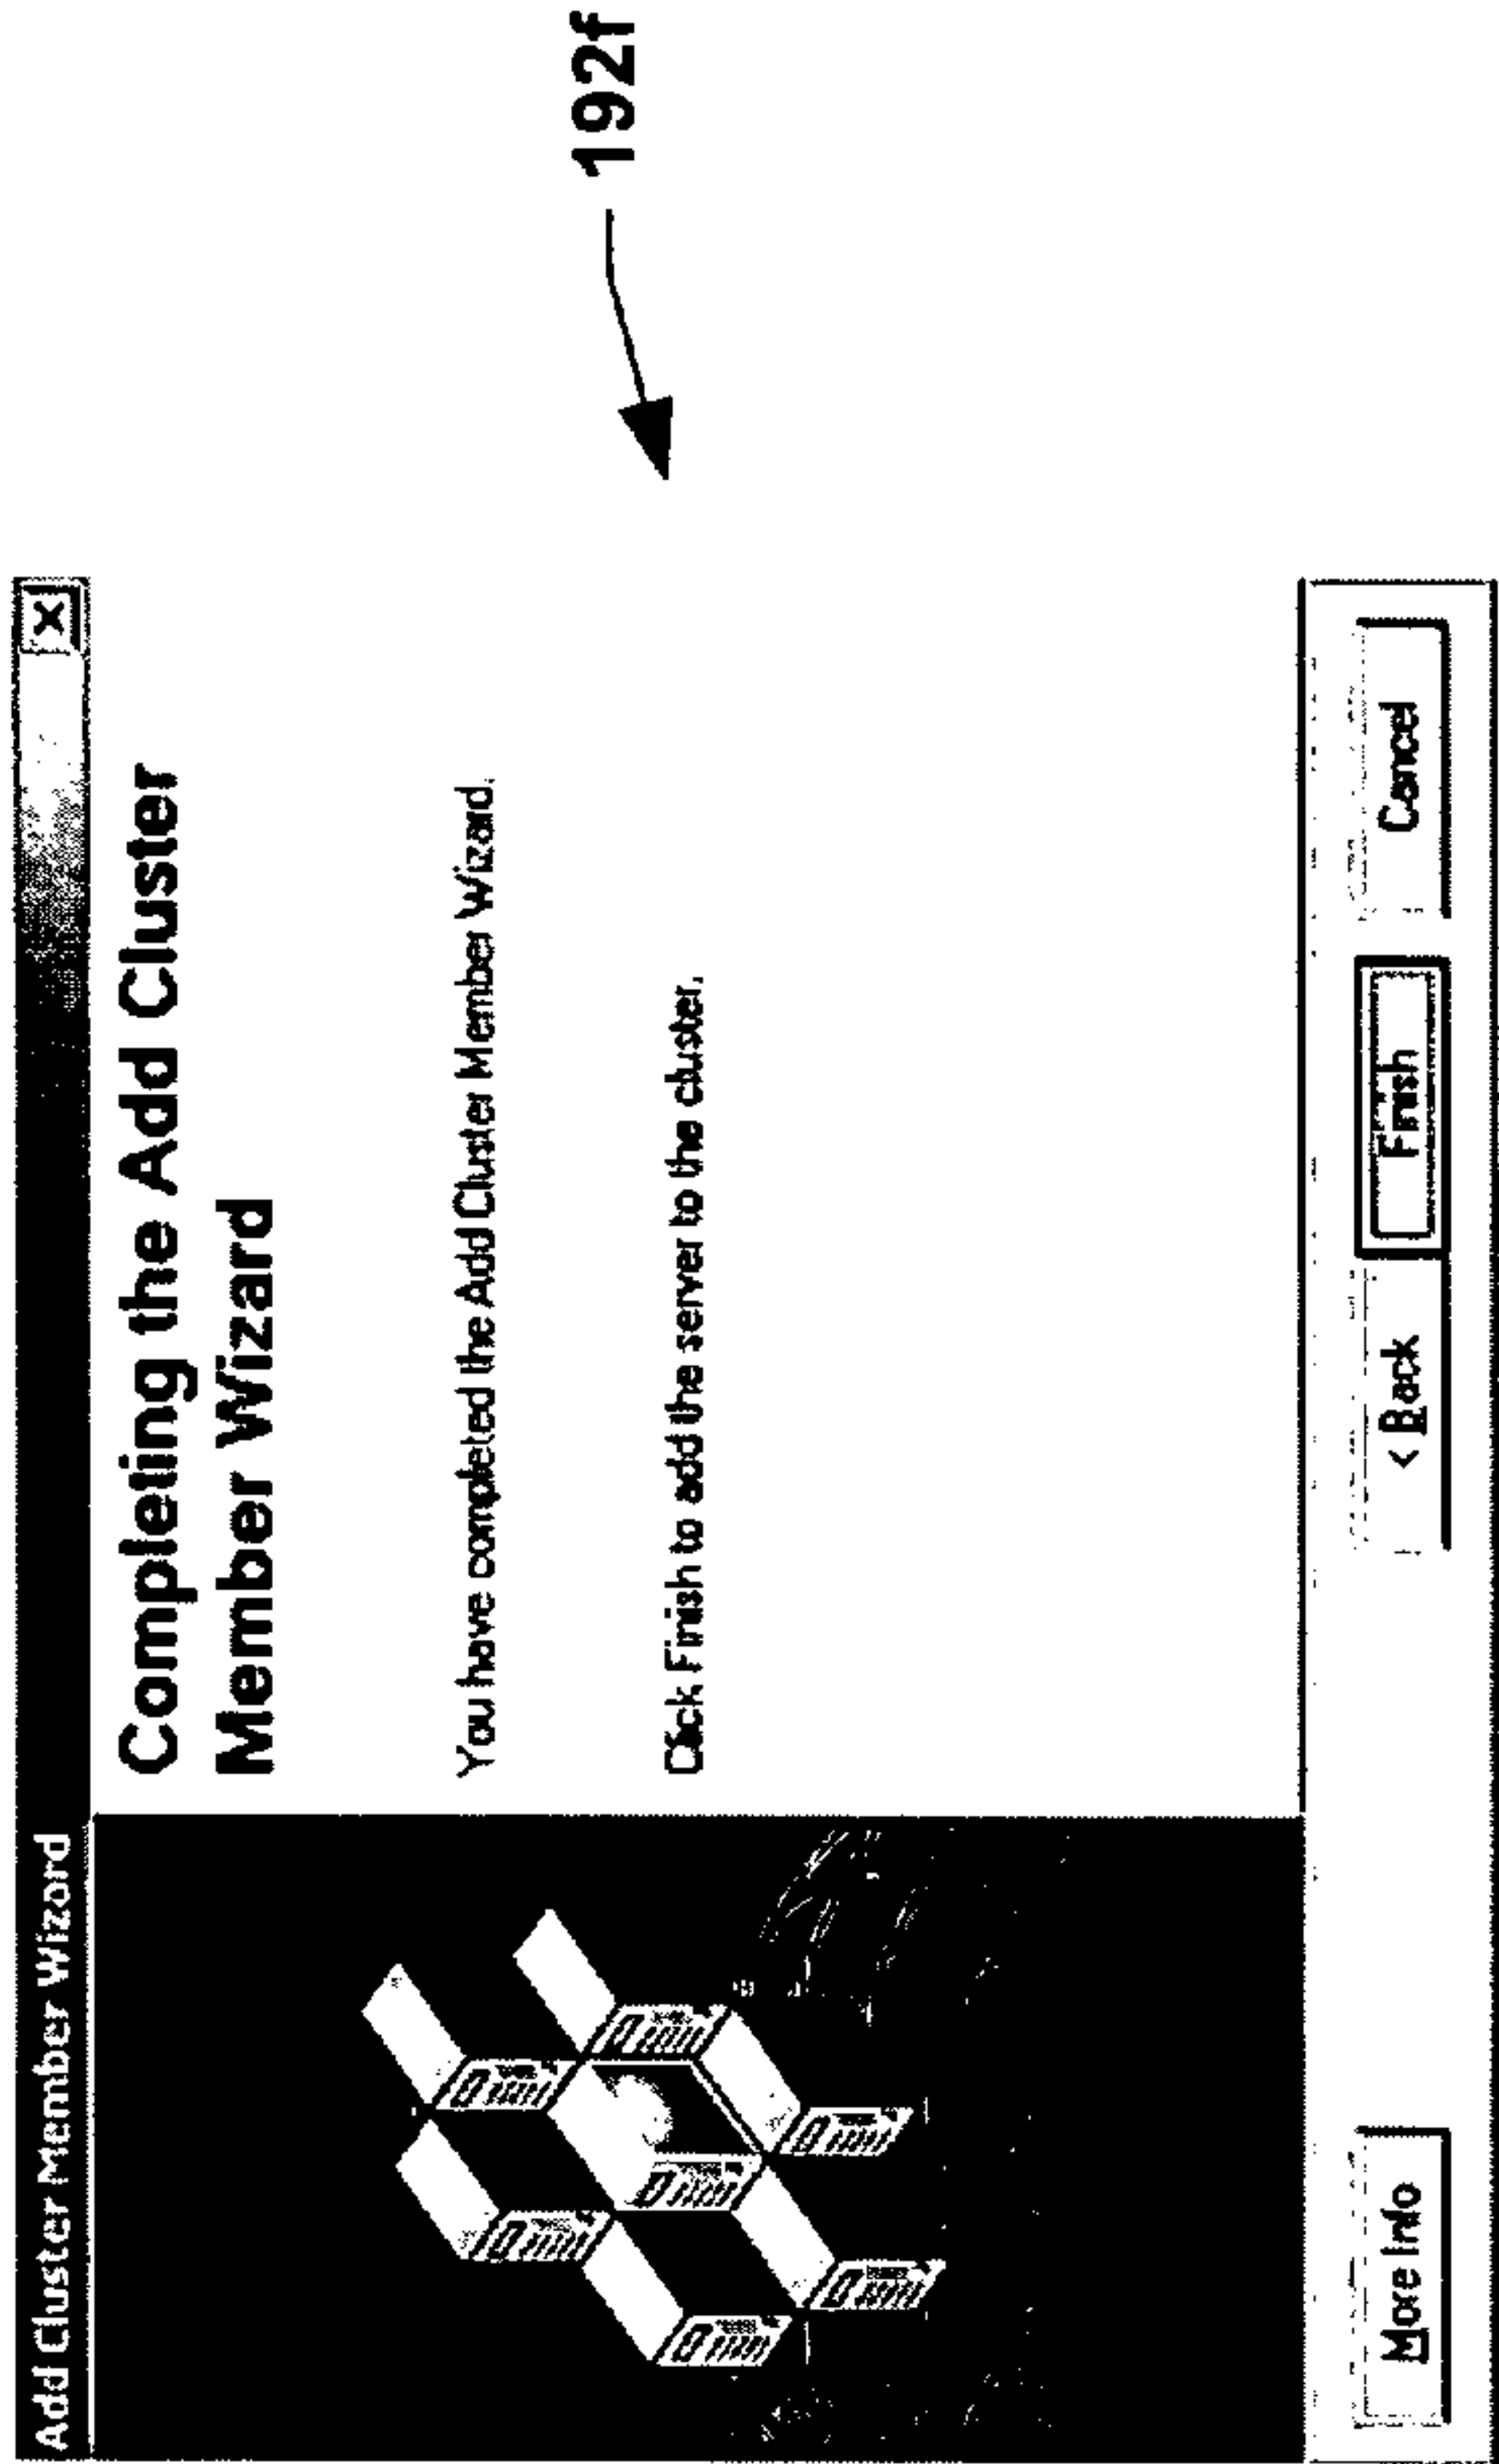 Add Cluster Member Wizard
Completing the Add Cluster
Member Wizard
You have completed the Add Cluster Member Wizard.
Click Finish to add the server to the cluster.
More Info
< Back
Finish
Cancel
192f